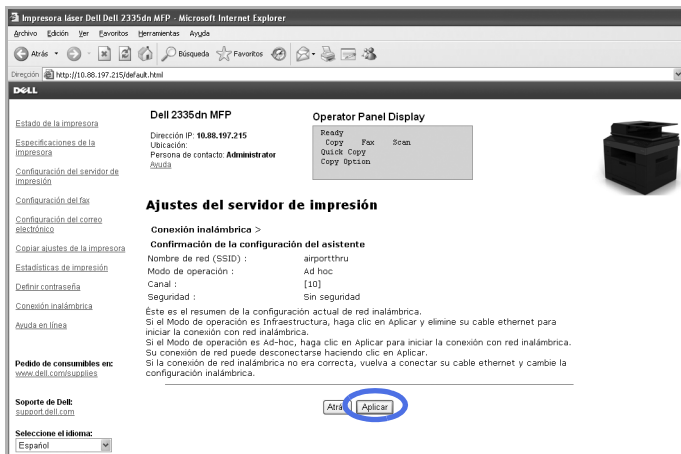 Impresora láser Dell Dell 2335dn MFP - Microsoft Internet Explorer
Archivo Edición Ver Favoritos Herramientas Ayuda
Atrás Búsqueda Favoritos
Dirección http://10.88.197.215/default.html
DELL
Estado de la impresora
Especificaciones de la
impresora
Configuración del servidor de
impresión
Configuración del fax
Configuración del correo
electrónico
Copiar ajustes de la impresora
Estadísticas de impresión
Definir contraseña
Conexión inalámbrica
Ayuda en línea
Pedido de consumibles en:
www.dell.com/supplies
Soporte de Dell:
support.dell.com
Seleccione el idioma:
Español
Dell 2335dn MFP
Dirección IP: 10.88.197.215
Ubicación:
Persona de contacto: Administrator
Ayuda
Operator Panel Display
Ready
Copy Fax Scan
Quick Copy
Copy Option
Ajustes del servidor de impresión
Conexión inalámbrica >
Confirmación de la configuración del asistente
Nombre de red (SSID) : airportthru
Modo de operación : Ad hoc
Canal : [10]
Seguridad : Sin seguridad
Éste es el resumen de la configuración actual de red inalámbrica.
Si el Modo de operación es Infraestructura, haga clic en Aplicar y elimine su cable ethernet para
iniciar la conexión con red inalámbrica.
Si el Modo de operación es Ad-hoc, haga clic en Aplicar para iniciar la conexión con red inalámbrica.
Su conexión de red puede desconectarse haciendo clic en Aplicar.
Si la conexión de red inalámbrica no era correcta, vuelva a conectar su cable ethernet y cambie la
configuración inalámbrica.
Atrás Aplicar